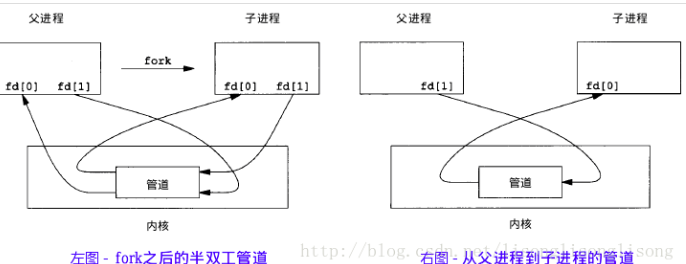 父进程 子进程 父进程 子进程
fork
fd[0] fd[1] fd[0] fd[1] fd[1] fd[0]
管道 管道
内核 内核
http://blog.csdn.net/
左图 - fork之后的半双工管道 右图 - 从父进程到子进程的管道